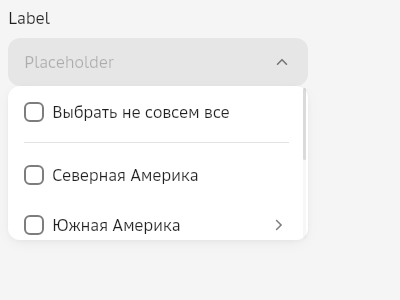 Label
Placeholder
Выбрать не совсем все
Северная Америка
Южная Америка